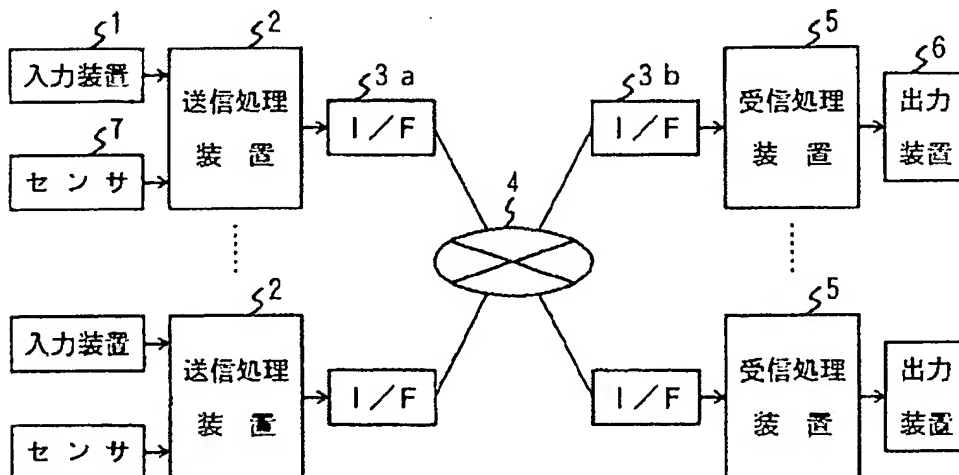 1
入力装置
7
センサ
2
送信処理
装置
3a
I/F
4
3b
I/F
5
受信処理
装置
6
出力
装置
入力装置
センサ
2
送信処理
装置
I/F
I/F
5
受信処理
装置
出力
装置